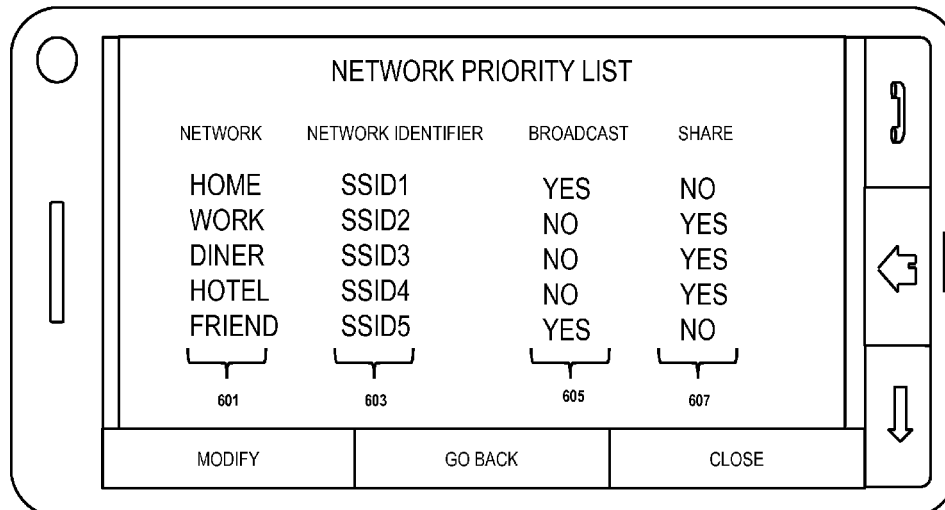 NETWORK PRIORITY LIST
NETWORK NETWORK IDENTIFIER BROADCAST SHARE
HOME SSID1 YES NO
WORK SSID2 NO YES
DINER SSID3 NO YES
HOTEL SSID4 NO YES
FRIEND SSID5 YES NO
601 603 605 607
MODIFY GO BACK CLOSE